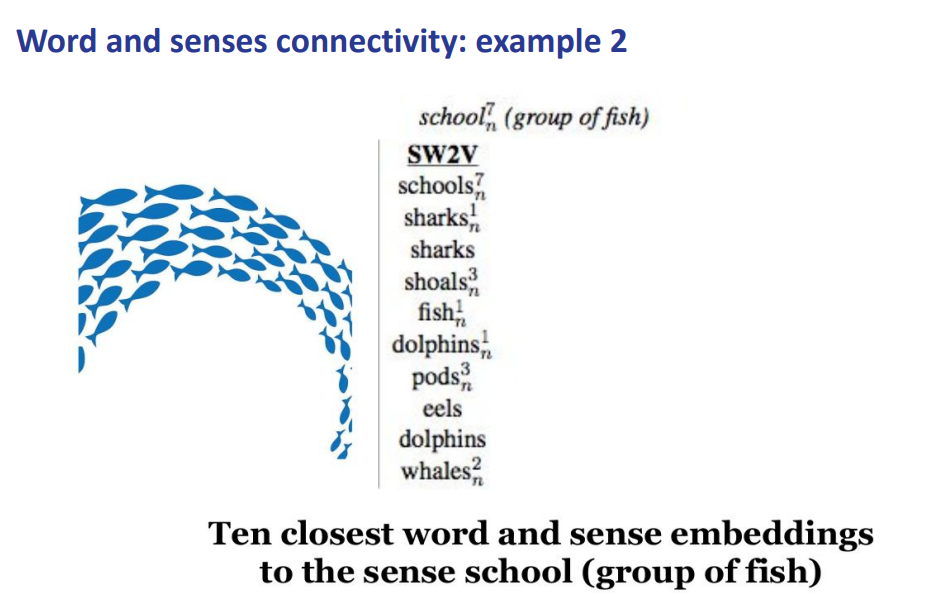 Word and senses connectivity: example 2
school⁷ₙ (group of fish)
SW2V
schools⁷ₙ
sharks¹ₙ
sharks
shoals³ₙ
fish¹ₙ
dolphins¹ₙ
pods³ₙ
eels
dolphins
whales²ₙ
Ten closest word and sense embeddings
to the sense school (group of fish)